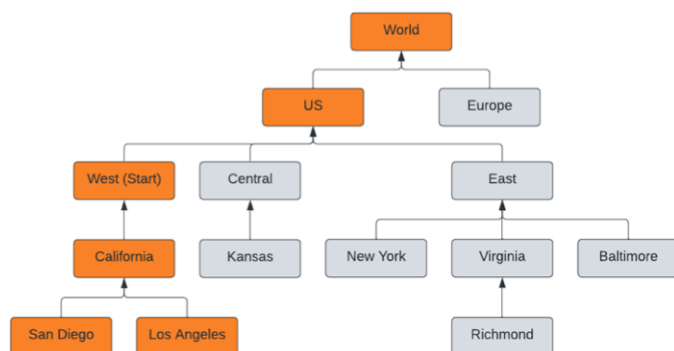 World
US
Europe
West (Start)
Central
East
California
Kansas
New York
Virginia
Baltimore
San Diego
Los Angeles
Richmond